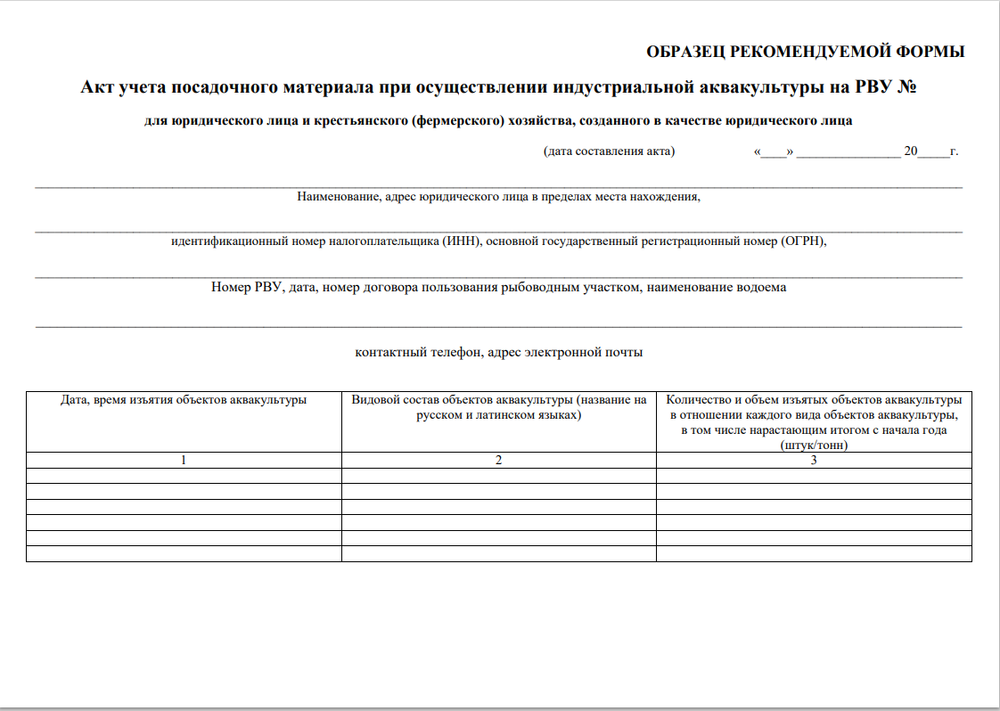 ОБРАЗЕЦ РЕКОМЕНДУЕМОЙ ФОРМЫ
Акт учета посадочного материала при осуществлении индустриальной аквакультуры на РВУ №
для юридического лица и крестьянского (фермерского) хозяйства, созданного в качестве юридического лица
(дата составления акта) «____» ________________ 20_____г.
Наименование, адрес юридического лица в пределах места нахождения,
идентификационный номер налогоплательщика (ИНН), основной государственный регистрационный номер (ОГРН),
Номер РВУ, дата, номер договора пользования рыбоводным участком, наименование водоема
контактный телефон, адрес электронной почты
Дата, время изъятия объектов аквакультуры
Видовой состав объектов аквакультуры (название на
русском и латинском языках)
Количество и объем изъятых объектов аквакультуры
в отношении каждого вида объектов аквакультуры,
в том числе нарастающим итогом с начала года
(штук/тонн)
1
2
3